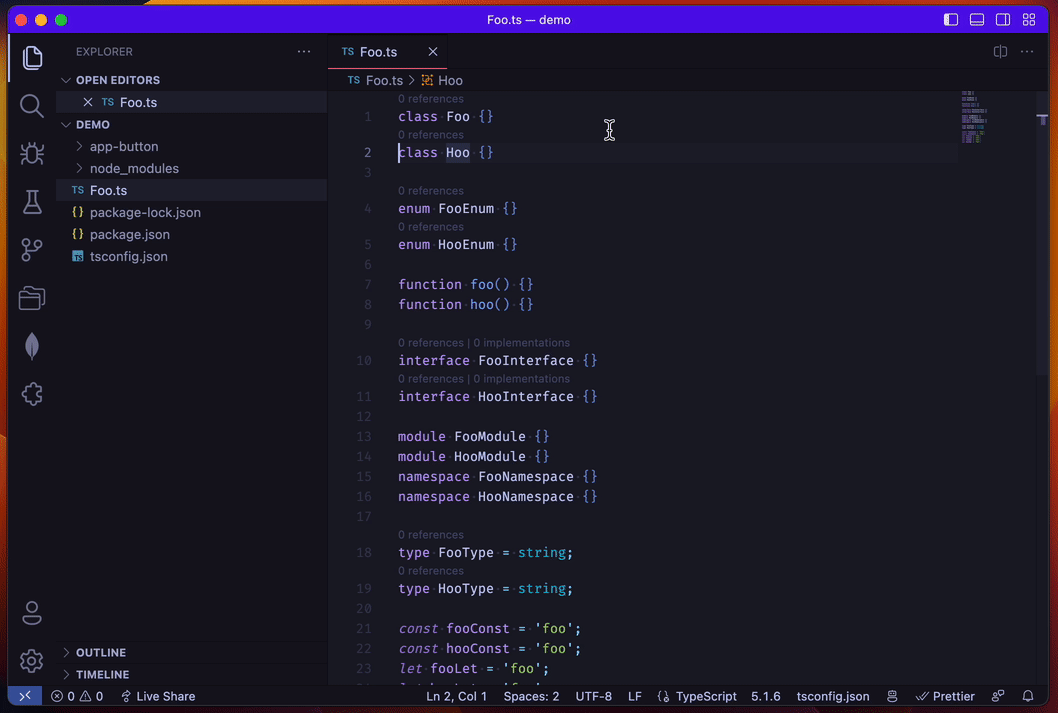 Foo.ts — demo
EXPLORER
OPEN EDITORS
TS Foo.ts
DEMO
app-button
node_modules
TS Foo.ts
{} package-lock.json
{} package.json
TS tsconfig.json
OUTLINE
TIMELINE
TS Foo.ts
TS Foo.ts > Hoo
0 references
1 class Foo {}
0 references
2 class Hoo {}
3
0 references
4 enum FooEnum {}
0 references
5 enum HooEnum {}
6
7 function foo() {}
8 function hoo() {}
9
0 references | 0 implementations
10 interface FooInterface {}
0 references | 0 implementations
11 interface HooInterface {}
12
13 module FooModule {}
14 module HooModule {}
15 namespace FooNamespace {}
16 namespace HooNamespace {}
17
0 references
18 type FooType = string;
0 references
19 type HooType = string;
20
21 const fooConst = 'foo';
22 const hooConst = 'foo';
23 let fooLet = 'foo';
0 0 Live Share Ln 2, Col 1 Spaces: 2 UTF-8 LF {} TypeScript 5.1.6 tsconfig.json Prettier